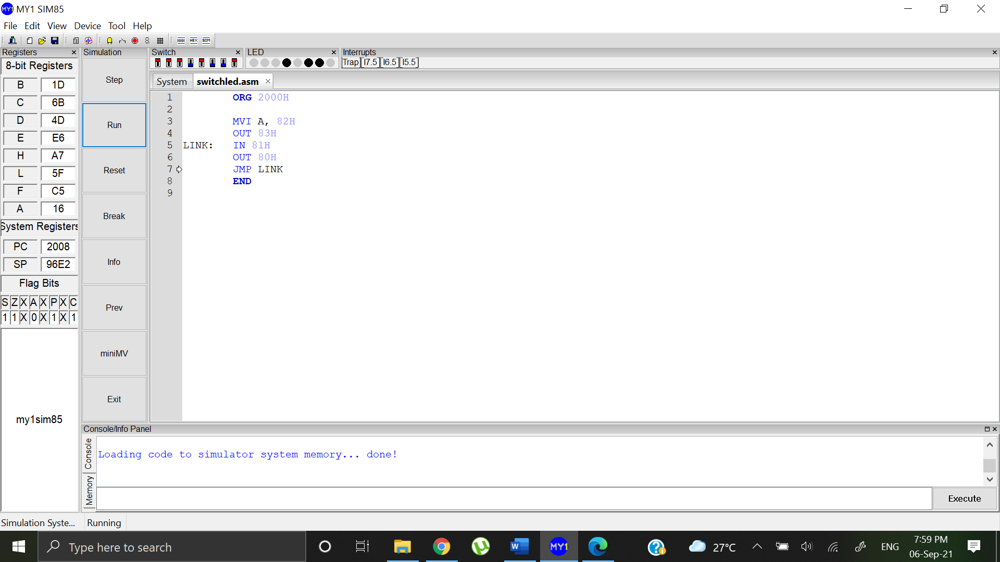 MY1 MY1 SIM85
File Edit View Device Tool Help
Registers
8-bit Registers
B 1D
C 6B
D 4D
E E6
H A7
L 5F
F C5
A 16
System Registers
PC 2008
SP 96E2
Flag Bits
S Z X A X P X C
1 1 X 0 X 1 X 1
my1sim85
Simulation
Step
Run
Reset
Break
Info
Prev
miniMV
Exit
Switch
LED
Interrupts
Trap I7.5 I6.5 I5.5
System switchled.asm
1 ORG 2000H
2
3 MVI A, 82H
4 OUT 83H
5 LINK: IN 81H
6 OUT 80H
7 JMP LINK
8 END
9
Console/Info Panel
Console
Memory
Loading code to simulator system memory... done!
Execute
Simulation Syste... Running
Type here to search
W
MY1
27°C
ENG
7:59 PM
06-Sep-21